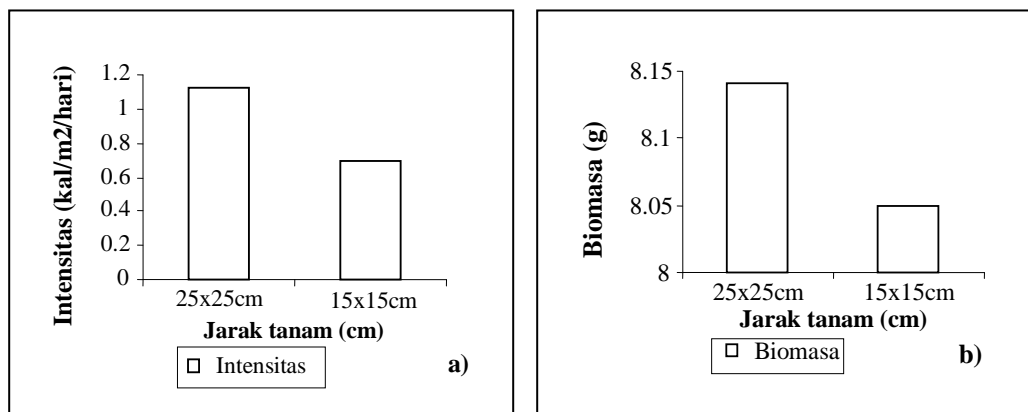 Intensitas (kal/m2/hari)
1.2
1
0.8
0.6
0.4
0.2
0
25x25cm 15x15cm
Jarak tanam (cm)
Intensitas
a)
Biomasa (g)
8.15
8.1
8.05
8
25x25cm 15x15cm
Jarak tanam (cm)
Biomasa
b)